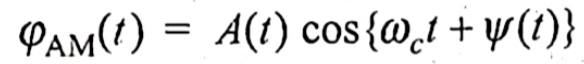 φ_AM(t) = A(t) cos{ω_c t + ψ(t)}